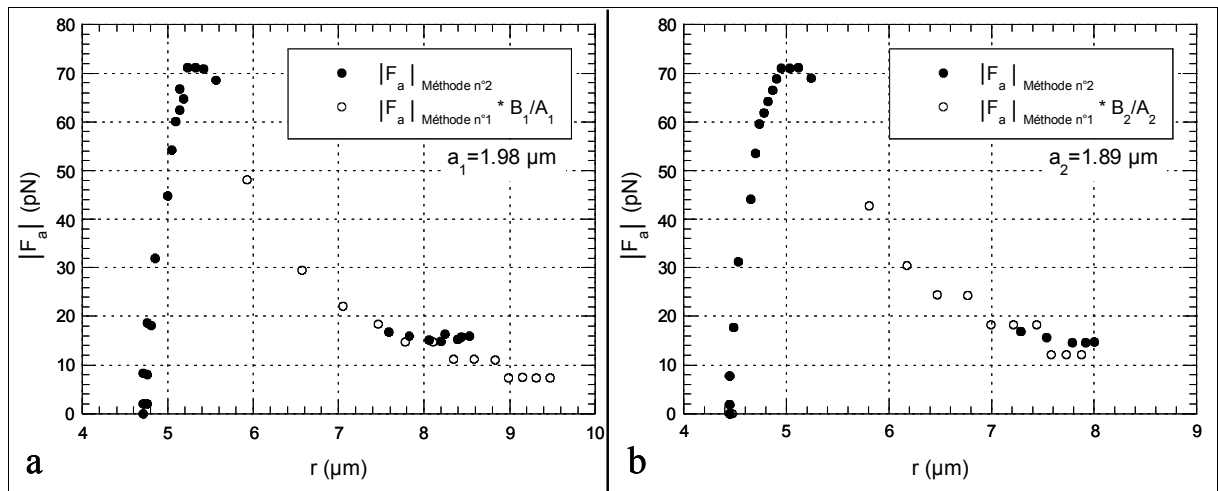 80
70
60
50
40
30
20
10
0
|Fa| (pN)
|Fa| Méthode n°2
|Fa| Méthode n°1 * B1/A1
a1=1.98 µm
4 5 6 7 8 9 10
r (µm)
a
80
70
60
50
40
30
20
10
0
|Fa| (pN)
|Fa| Méthode n°2
|Fa| Méthode n°1 * B2/A2
a2=1.89 µm
4 5 6 7 8 9
r (µm)
b